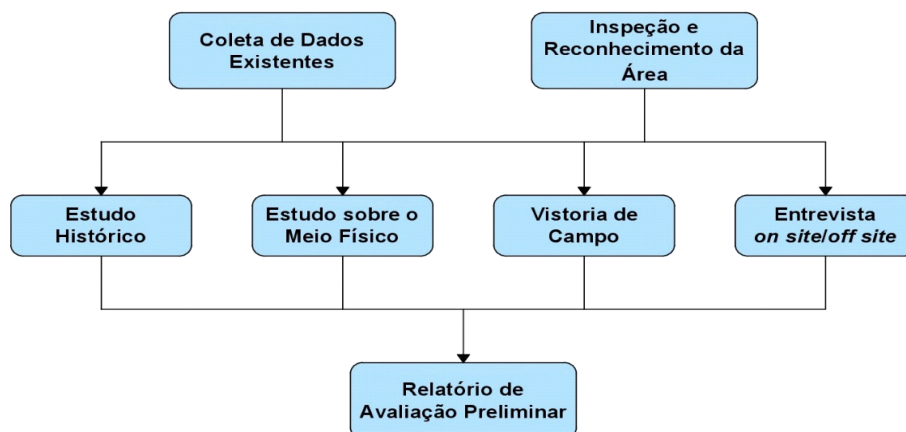 Coleta de Dados
Existentes
Inspeção e
Reconhecimento da
Área
Estudo
Histórico
Estudo sobre o
Meio Físico
Vistoria de
Campo
Entrevista
on site/off site
Relatório de
Avaliação Preliminar